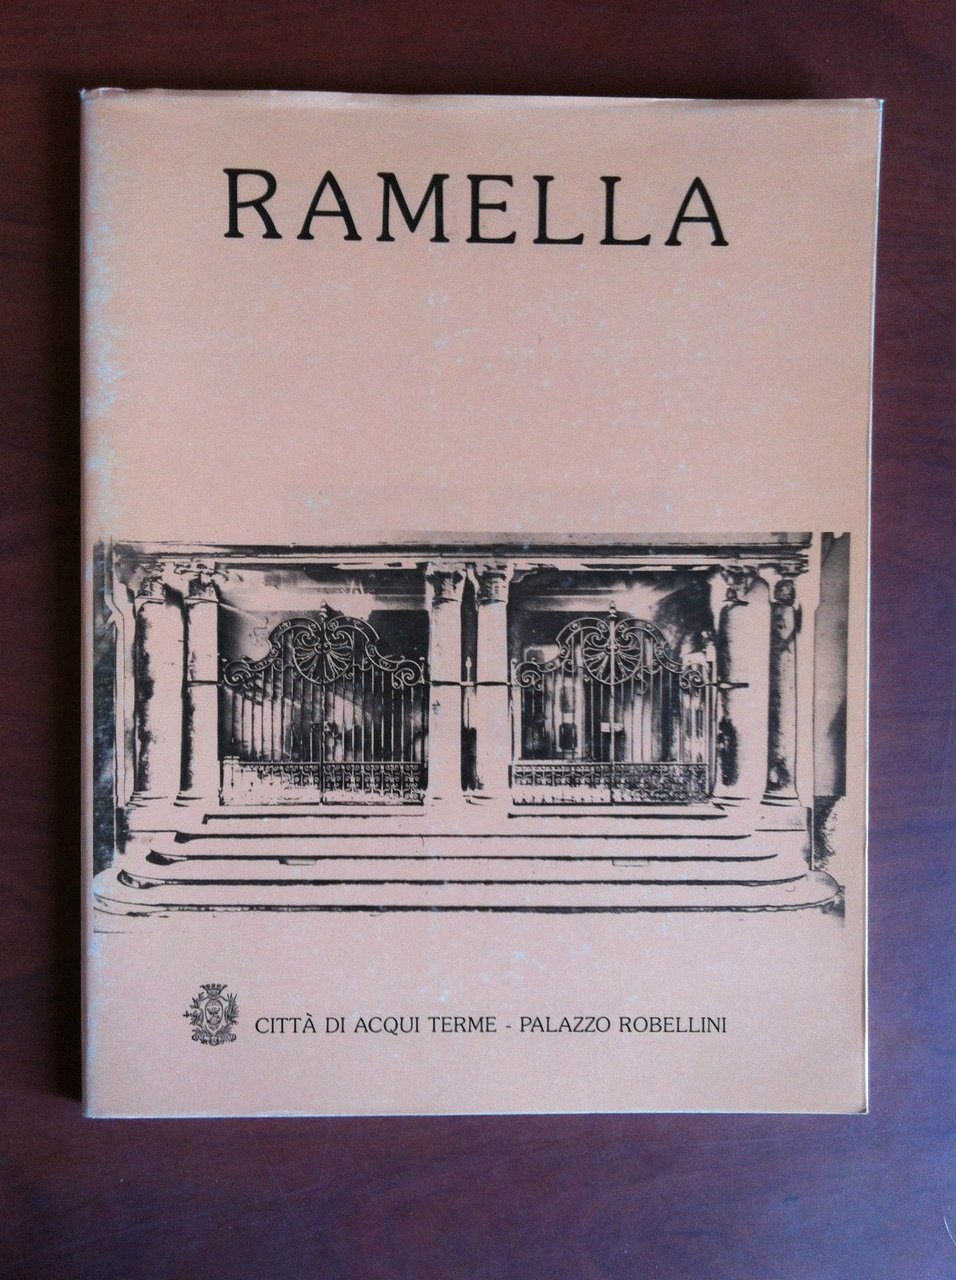 RAMELLA
CITTÀ DI ACQUI TERME - PALAZZO ROBELLINI